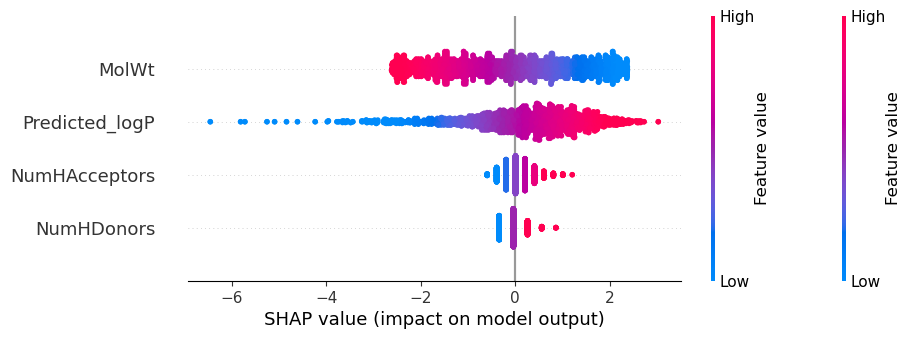 MolWt
Predicted_logP
NumHAcceptors
NumHDonors
−6
−4
−2
0
2
SHAP value (impact on model output)
High
Feature value
Low
High
Feature value
Low